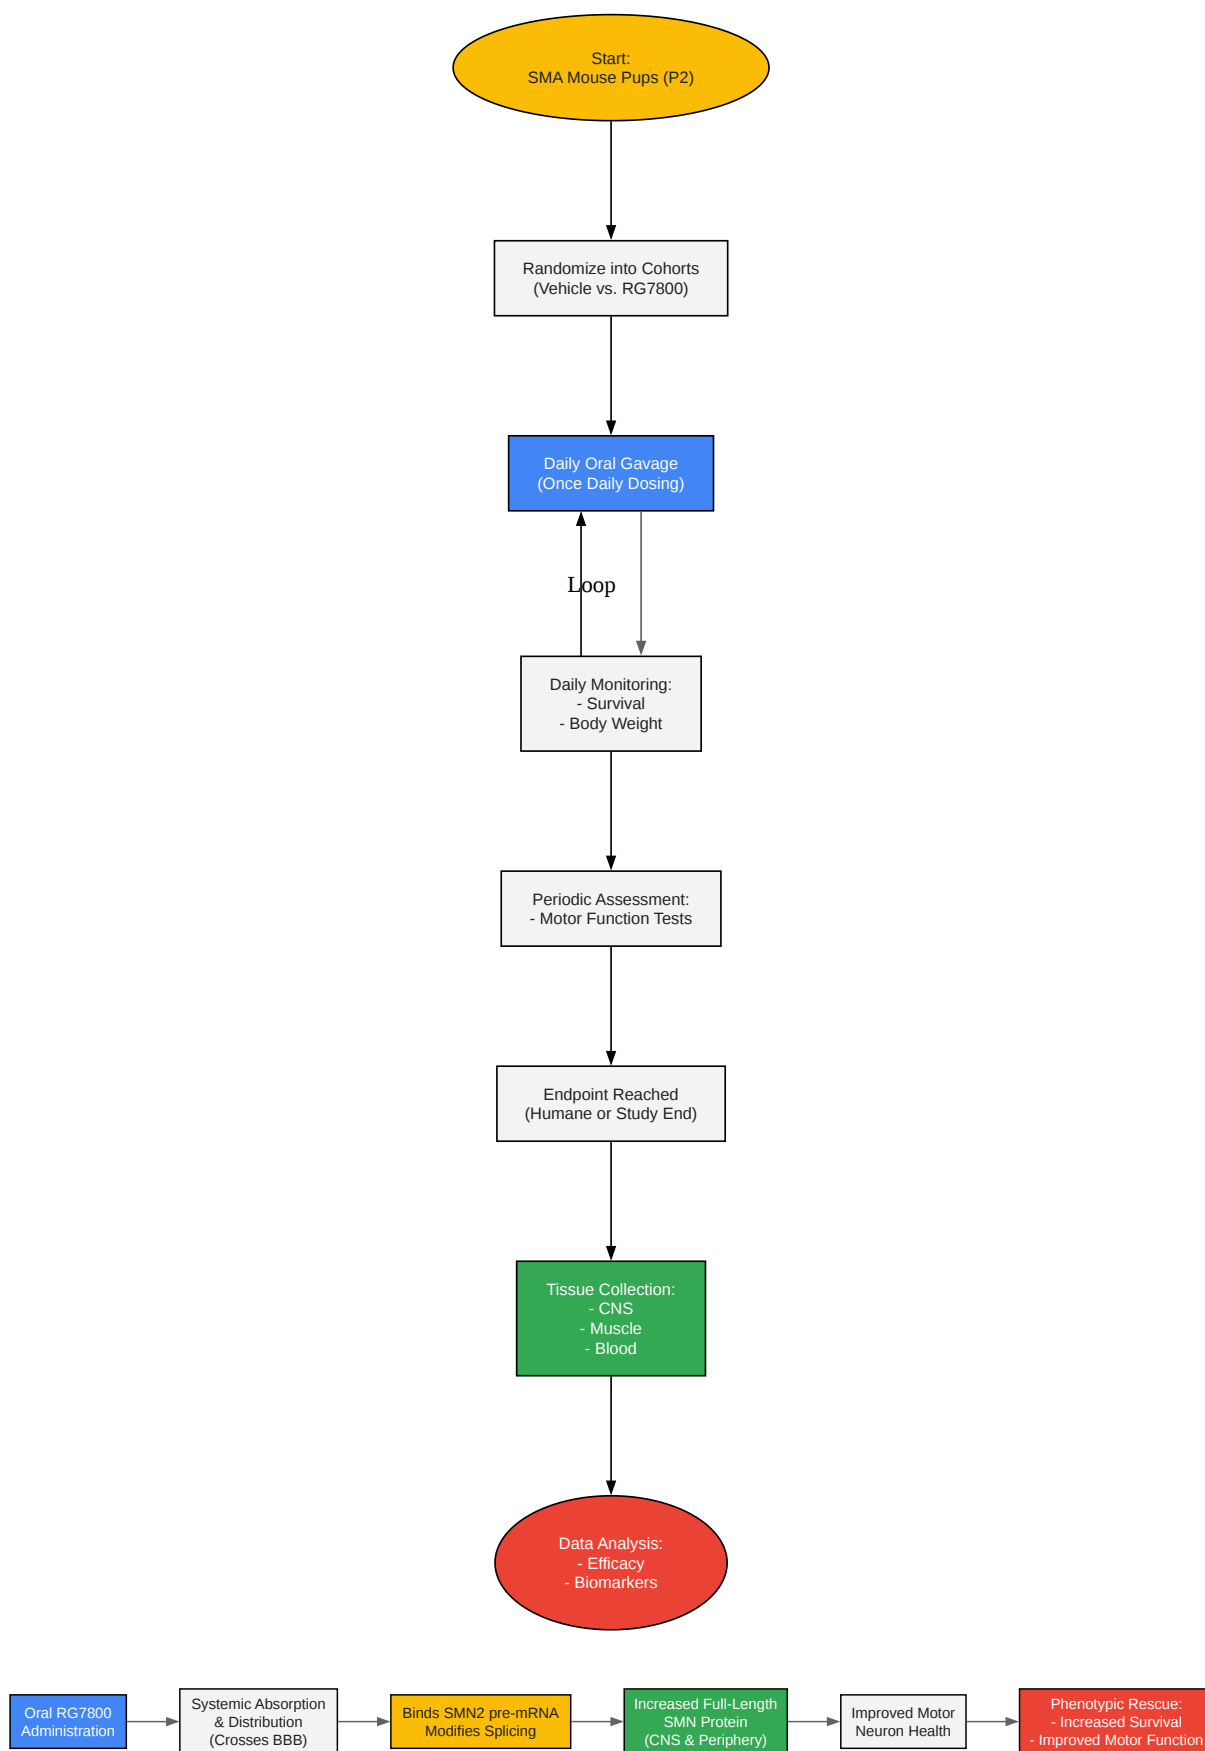 Start:
SMA Mouse Pups (P2)
Randomize into Cohorts
(Vehicle vs. RG7800)
Daily Oral Gavage
(Once Daily Dosing)
Loop
Daily Monitoring:
- Survival
- Body Weight
Periodic Assessment:
- Motor Function Tests
Endpoint Reached
(Humane or Study End)
Tissue Collection:
- CNS
- Muscle
- Blood
Data Analysis:
- Efficacy
- Biomarkers
Oral RG7800
Administration
Systemic Absorption
& Distribution
(Crosses BBB)
Binds SMN2 pre-mRNA
Modifies Splicing
Increased Full-Length
SMN Protein
(CNS & Periphery)
Improved Motor
Neuron Health
Phenotypic Rescue:
- Increased Survival
- Improved Motor Function